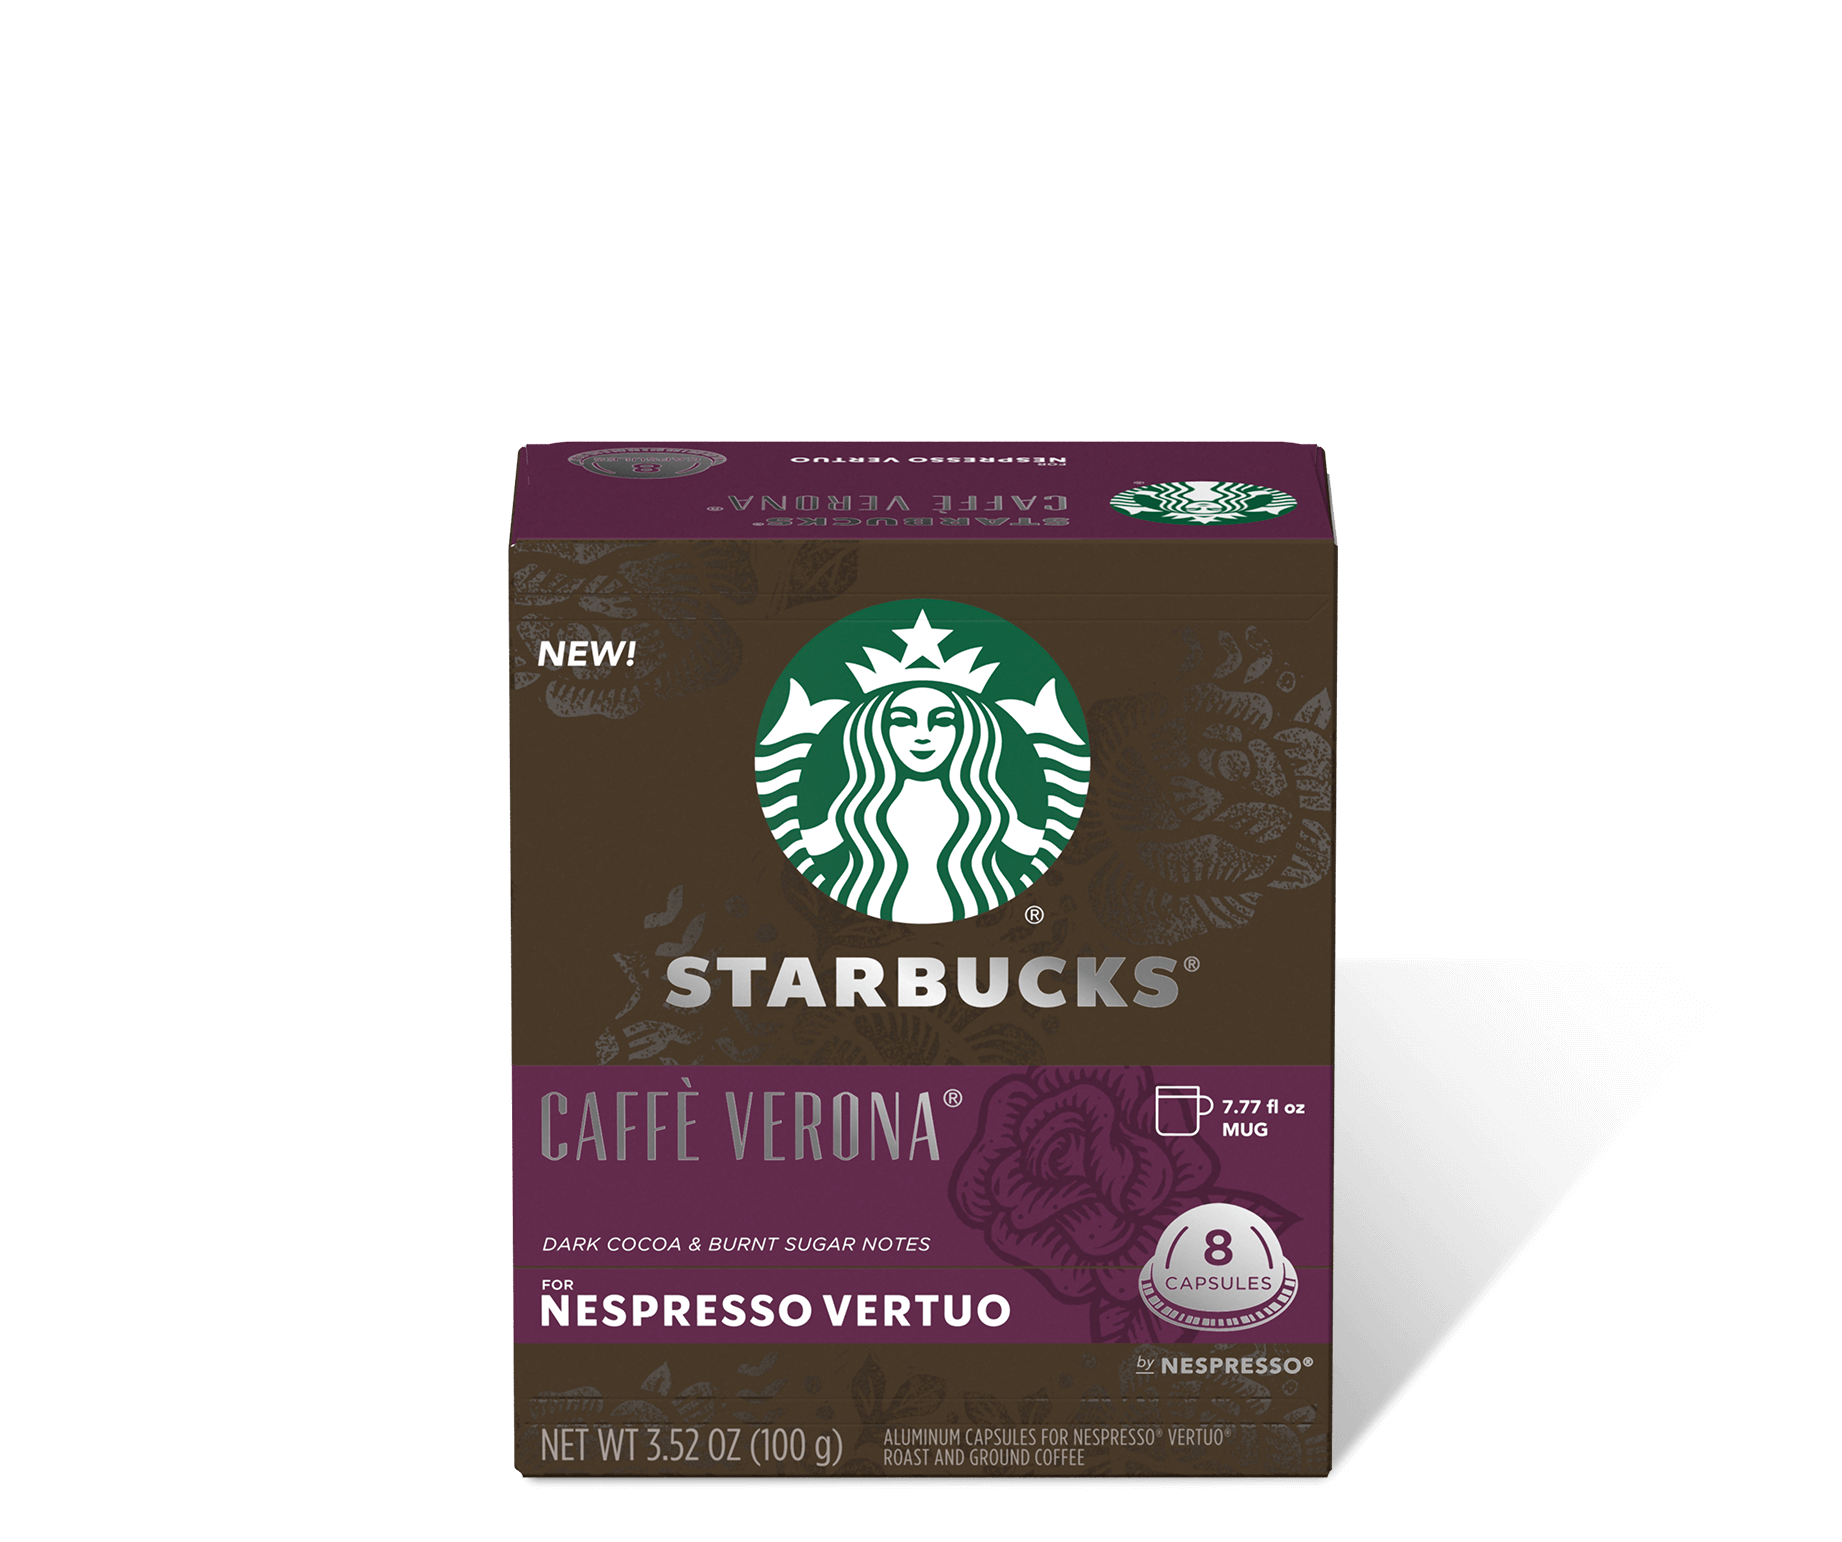 8
CAPSULES
FOR
NESPRESSO VERTUO
CAFFÈ VERONA®
STARBUCKS®
NEW!
®
STARBUCKS®
CAFFÈ VERONA®
7.77 fl oz
MUG
DARK COCOA & BURNT SUGAR NOTES
8
CAPSULES
FOR
NESPRESSO VERTUO
by NESPRESSO®
NET WT 3.52 OZ (100 g)
ALUMINUM CAPSULES FOR NESPRESSO® VERTUO®
ROAST AND GROUND COFFEE